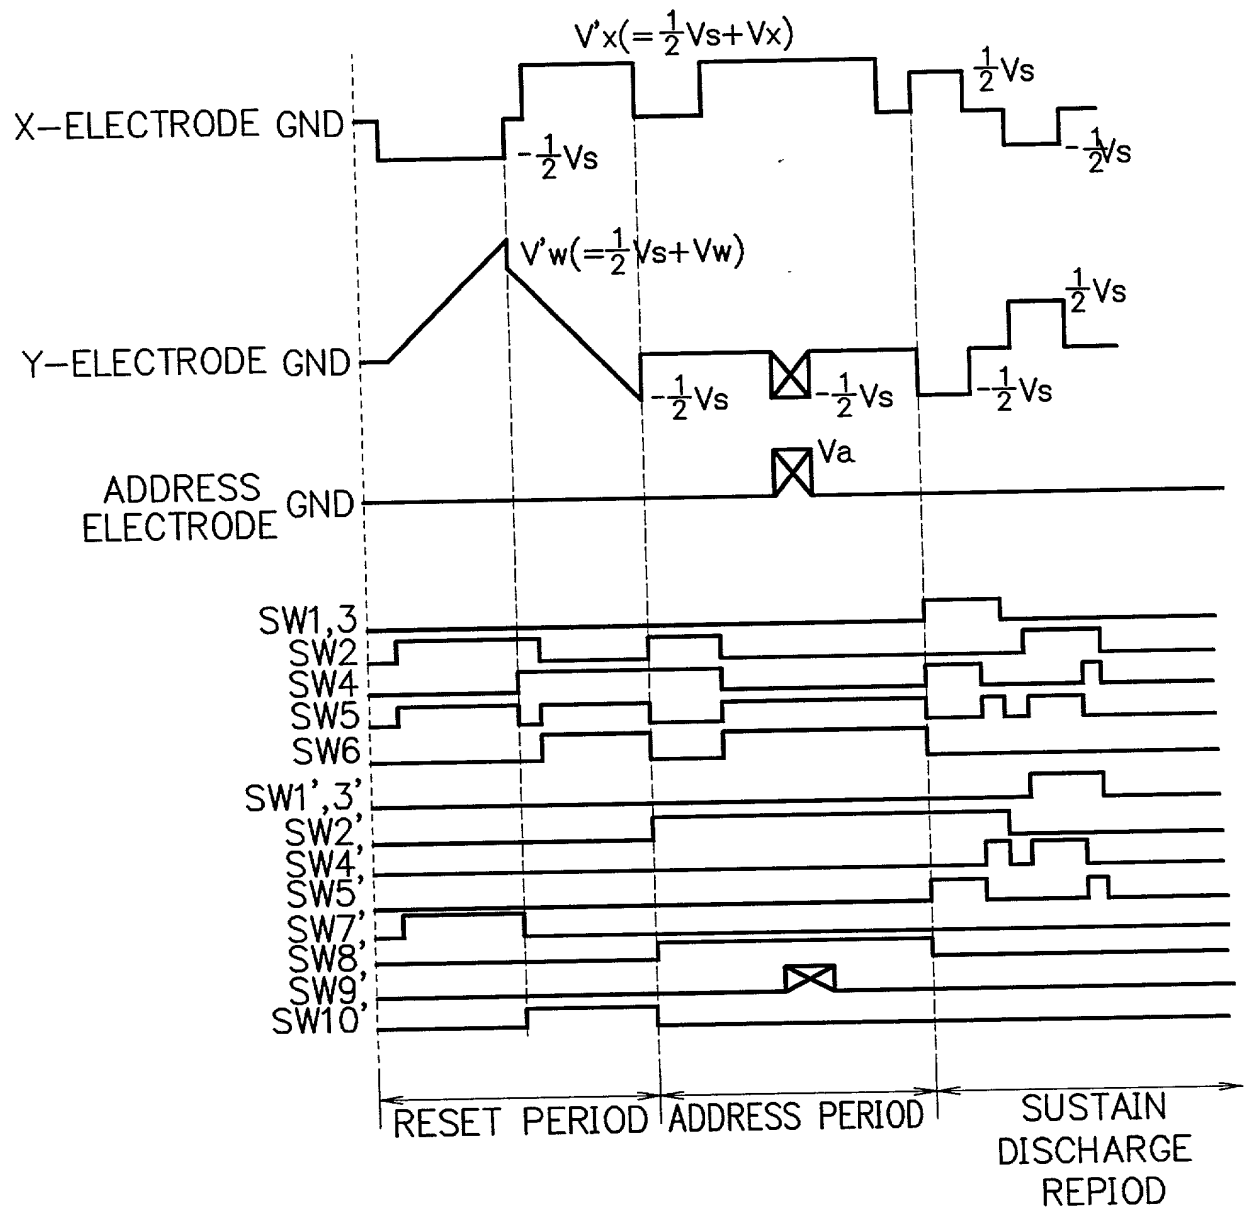 V'x(=1/2Vs+Vx)
1/2Vs
X-ELECTRODE GND
-1/2Vs
-1/2Vs
V'w(=1/2Vs+Vw)
1/2Vs
Y-ELECTRODE GND
-1/2Vs
-1/2Vs
-1/2Vs
Va
ADDRESS
ELECTRODE
GND
SW1,3
SW2
SW4
SW5
SW6
SW1',3'
SW2'
SW4'
SW5'
SW7'
SW8'
SW9'
SW10'
RESET PERIOD
ADDRESS PERIOD
SUSTAIN
DISCHARGE
REPIOD